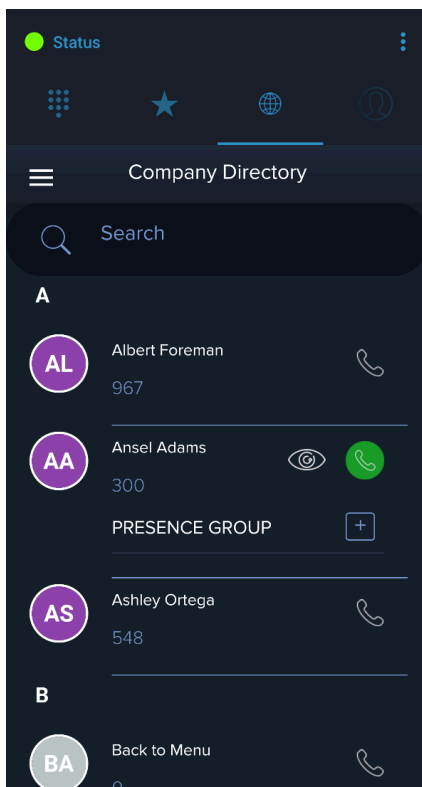 Status
Company Directory
Search
A
AL
Albert Foreman
967
AA
Ansel Adams
300
PRESENCE GROUP
AS
Ashley Ortega
548
B
BA
Back to Menu